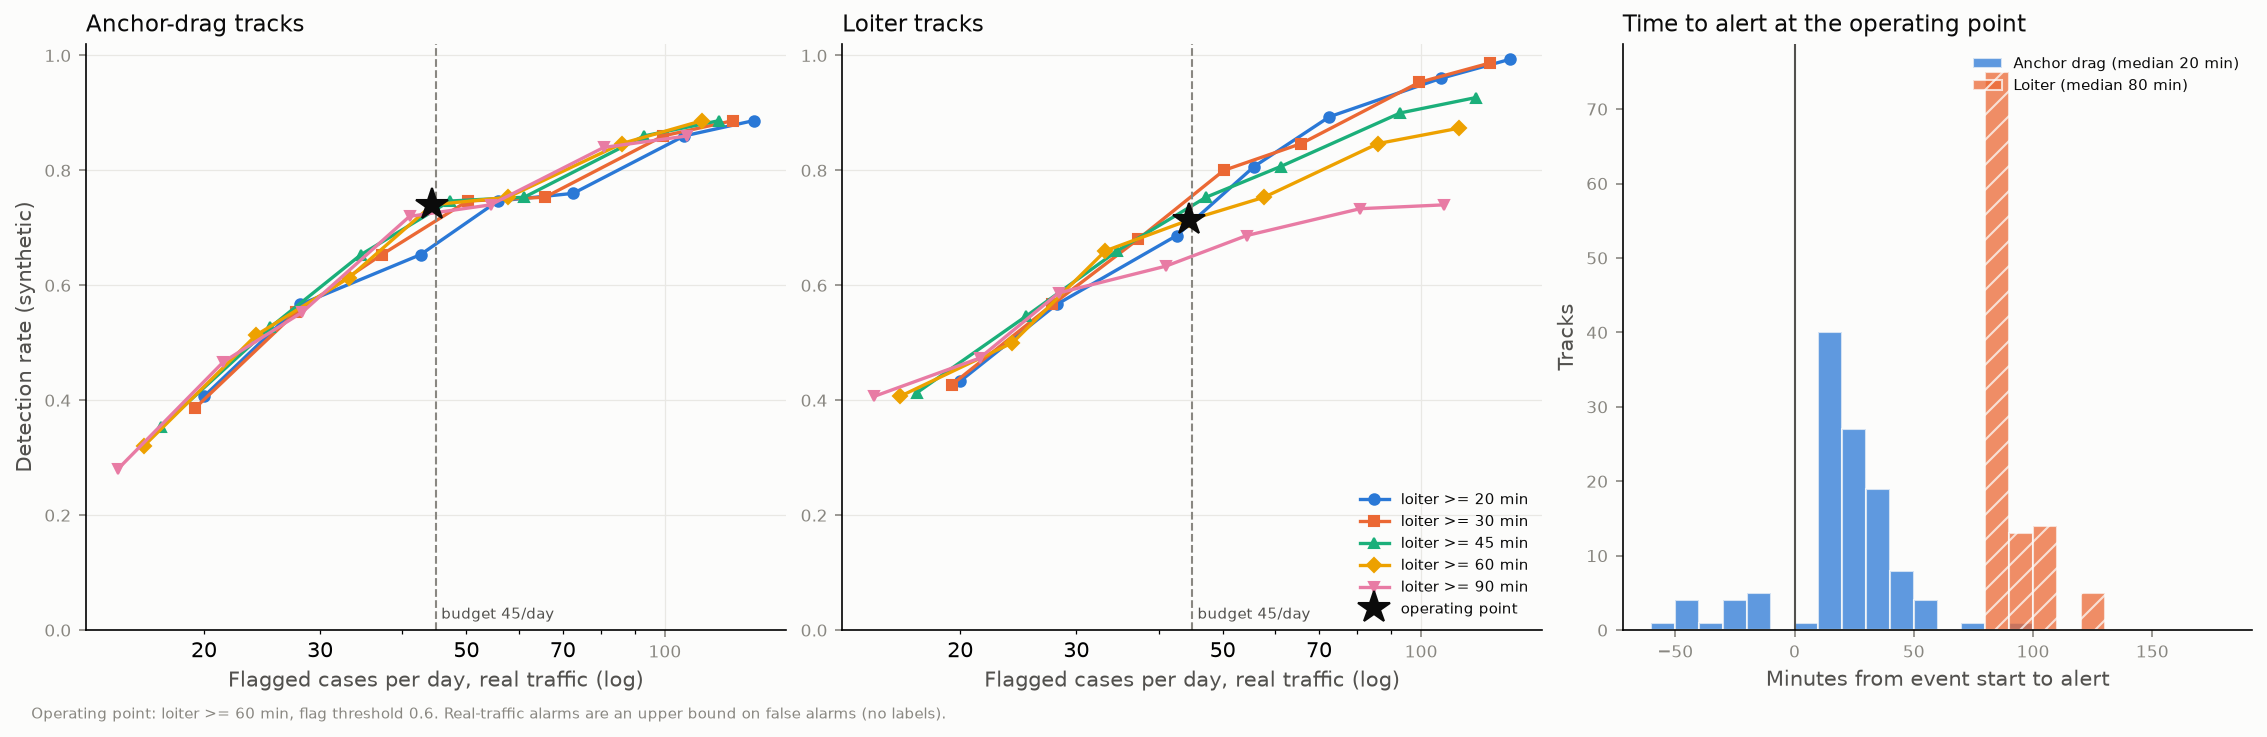 Anchor-drag tracks
Detection rate (synthetic)
1.0
0.8
0.6
0.4
0.2
0.0
budget 45/day
20 30 50 70 100
Flagged cases per day, real traffic (log)
Loiter tracks
1.0
0.8
0.6
0.4
0.2
0.0
loiter >= 20 min
loiter >= 30 min
loiter >= 45 min
loiter >= 60 min
loiter >= 90 min
operating point
budget 45/day
20 30 50 70 100
Flagged cases per day, real traffic (log)
Time to alert at the operating point
Anchor drag (median 20 min)
Loiter (median 80 min)
Tracks
70
60
50
40
30
20
10
0
−50 0 50 100 150
Minutes from event start to alert
Operating point: loiter >= 60 min, flag threshold 0.6. Real-traffic alarms are an upper bound on false alarms (no labels).